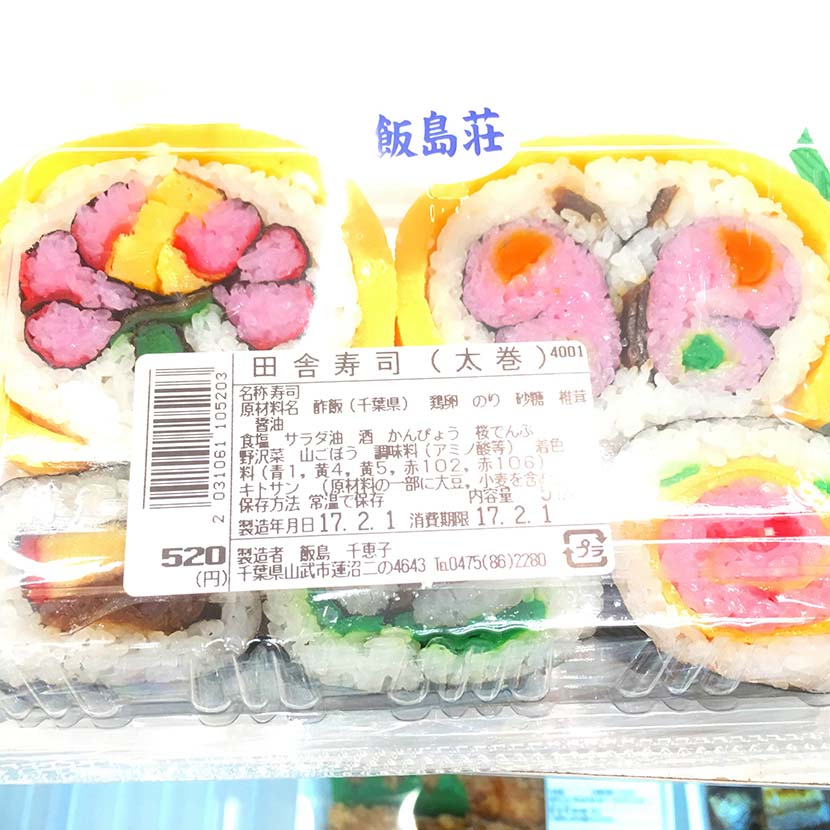 飯島荘
田舎寿司(太巻)4001
名称寿司
原材料名 酢飯(千葉県) 鶏卵 のり 砂糖 椎茸
醤油
食塩 サラダ油 酒 かんぴょう 桜でんぶ
野沢菜 山ごぼう 調味料(アミノ酸等) 着色
料(青1,黄4,黄5,赤102,赤106)
キトサン (原材料の一部に大豆,小麦を含む
保存方法 常温で保存 内容量
製造年月日17.2.1 消費期限17.2.1
520
(円)
製造者 飯島 千恵子
千葉県山武市蓮沼二の4643 ℡0475(86)2280
プラ
2 031061 105203